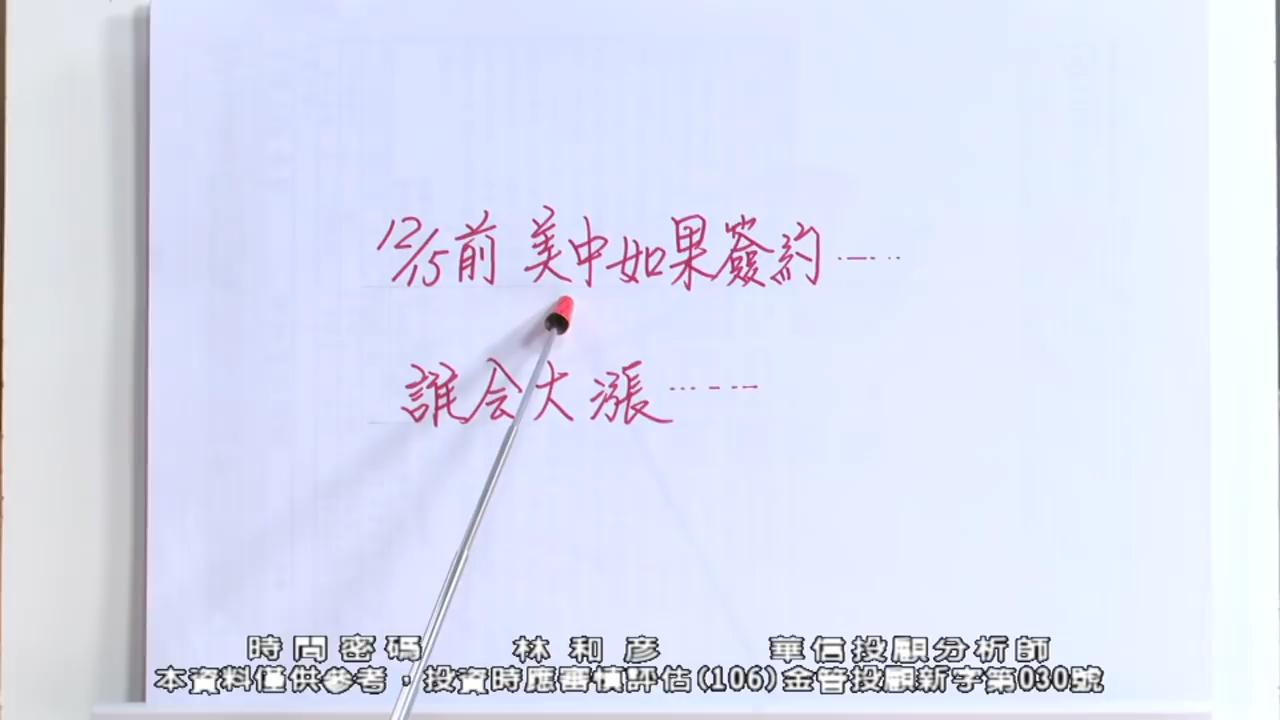 12/15前 美中如果簽約……
誰会大漲……
時間密碼 林和彥 華信投顧分析師
本資料僅供參考，投資時應審慎評估(106)金管投顧新字第030號